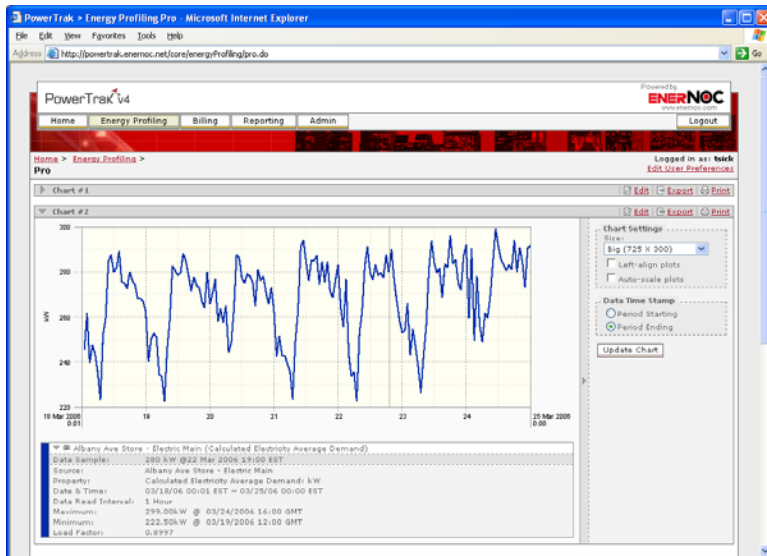 PowerTrak > Energy Profiling Pro - Microsoft Internet Explorer
File Edit View Favorites Tools Help
Address http://powertrak.enernoc.net/core/energyProfiling/pro.do Go
PowerTrak v4
Powered by
ENERNOC
www.enernoc.com
Home Energy Profiling Billing Reporting Admin Logout
Home > Energy Profiling >
Pro
Logged in as: tsick
Edit User Preferences
Chart #1 Edit Export Print
Chart #2 Edit Export Print
Chart Settings
Size:
Big (725 X 300)
Left-align plots
Auto-scale plots
Data Time Stamp
Period Starting
Period Ending
Update Chart
300
280
260
240
220
kW
18 Mar 2006 19 20 21 22 23 24 25 Mar 2006
0:01 0:00
Albany Ave Store - Electric Main (Calculated Electricity Average Demand)
Data Sample: 280 kW @22 Mar 2006 19:00 EST
Source: Albany Ave Store - Electric Main
Property: Calculated Electricity Average Demand: kW
Date & Time: 03/18/06 00:01 EST - 03/25/06 00:00 EST
Data Read Interval: 1 Hour
Maximum: 299.00kW @ 03/24/2006 16:00 GMT
Minimum: 222.50kW @ 03/19/2006 12:00 GMT
Load Factor: 0.8997